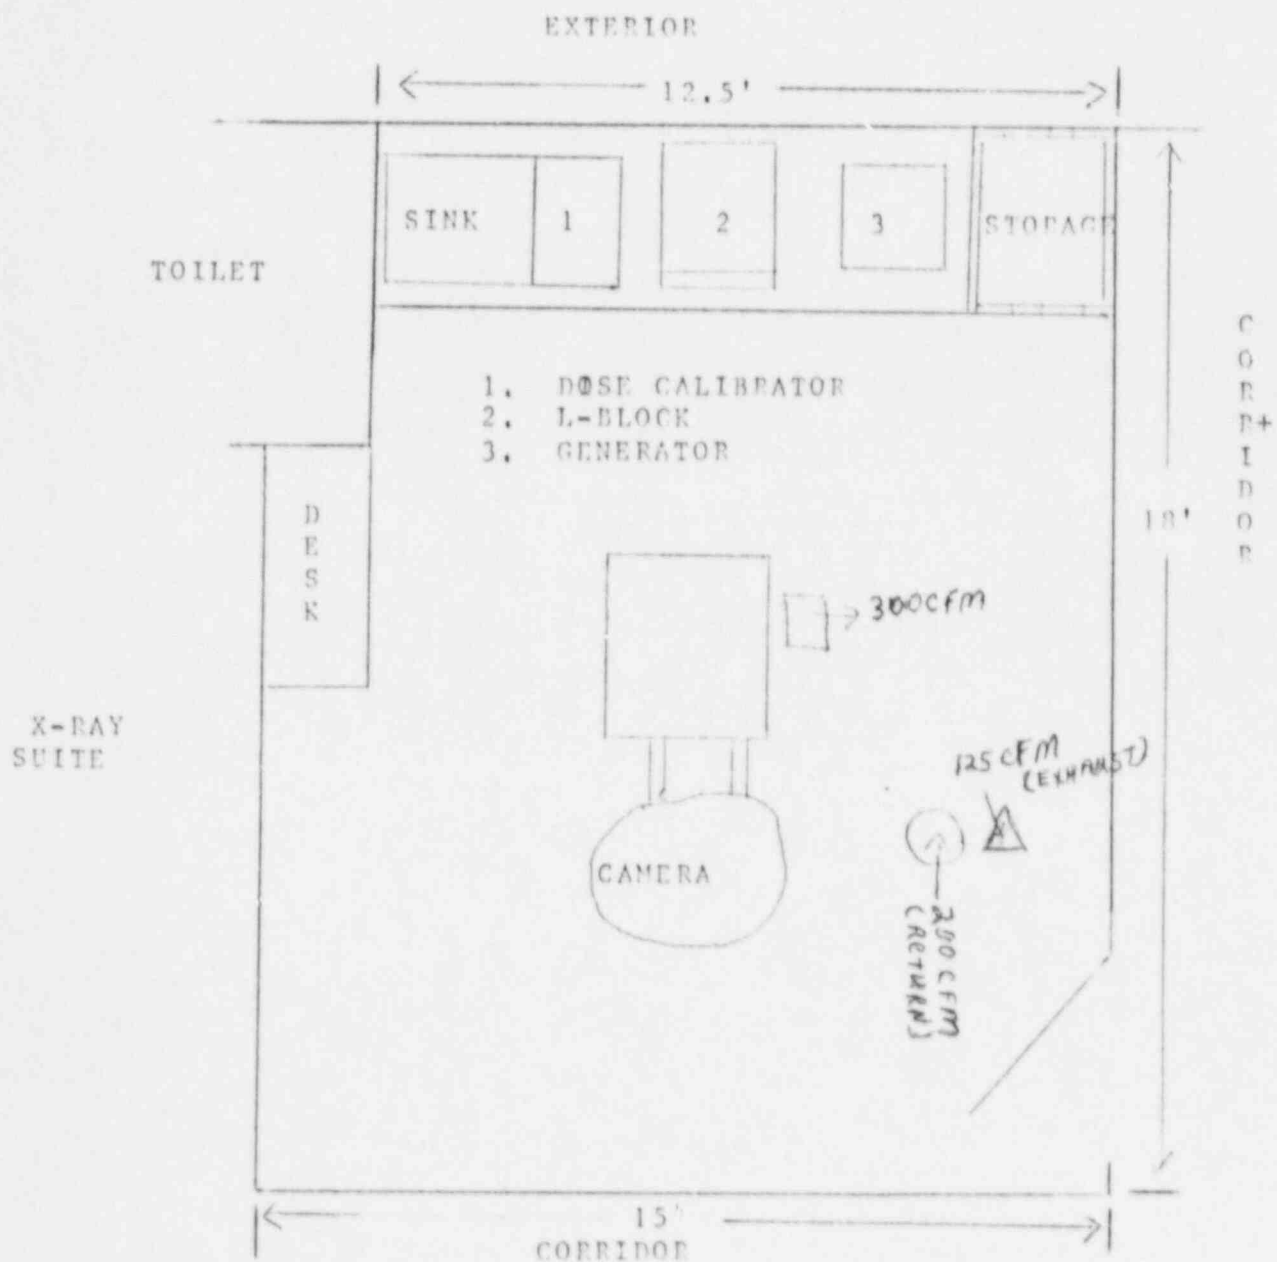 EXTERIOR
12.5'
SINK
1
2
3
STORAGE
TOILET
CORRIDOR
+
1. DOSE CALIBRATOR
2. L-BLOCK
3. GENERATOR
DESK
18'
300CFM
X-RAY
SUITE
125 CFM
(EXHAUST)
CAMERA
200 CFM
(RETURN)
15'
CORRIDOR